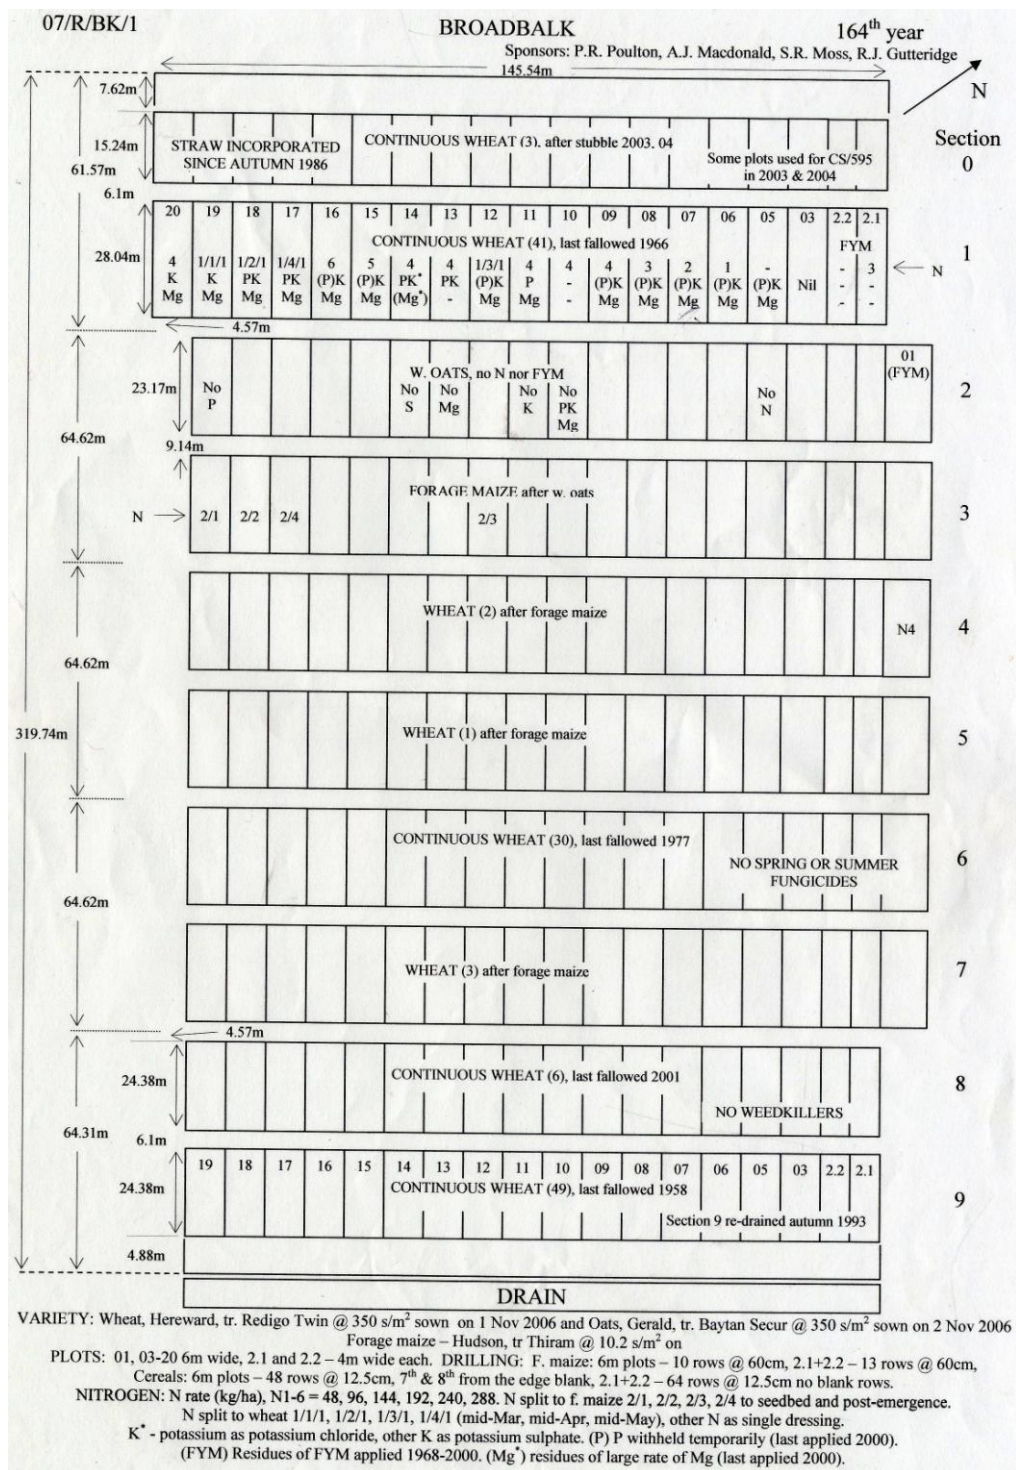 07/R/BK/1
BROADBALK
164th year
Sponsors: P.R. Poulton, A.J. Macdonald, S.R. Moss, R.J. Gutteridge
145.54m
7.62m
N
15.24m
STRAW INCORPORATED
SINCE AUTUMN 1986
CONTINUOUS WHEAT (3), after stubble 2003, 04
Some plots used for CS/595
in 2003 & 2004
Section
0
61.57m
6.1m
20 19 18 17 16 15 14 13 12 11 10 09 08 07 06 05 03 2.2 2.1
CONTINUOUS WHEAT (41), last fallowed 1966
FYM
28.04m
1
4 1/1/1 1/2/1 1/4/1 6 5 4 4 1/3/1 4 4 4 3 2 1 - - 3
K K PK PK (P)K (P)K PK* PK (P)K P - (P)K (P)K (P)K (P)K (P)K Nil - -
Mg Mg Mg Mg Mg Mg (Mg*) - Mg Mg - Mg Mg Mg Mg Mg - -
N
4.57m
01
(FYM)
W. OATS, no N nor FYM
23.17m
No P
No S
No Mg
No K
No PK Mg
No N
2
64.62m
9.14m
FORAGE MAIZE after w. oats
N
2/1 2/2 2/4 2/3
3
WHEAT (2) after forage maize
N4
4
64.62m
319.74m
WHEAT (1) after forage maize
5
CONTINUOUS WHEAT (30), last fallowed 1977
NO SPRING OR SUMMER
FUNGICIDES
6
64.62m
WHEAT (3) after forage maize
7
4.57m
24.38m
CONTINUOUS WHEAT (6), last fallowed 2001
NO WEEDKILLERS
8
64.31m
6.1m
19 18 17 16 15 14 13 12 11 10 09 08 07 06 05 03 2.2 2.1
24.38m
CONTINUOUS WHEAT (49), last fallowed 1958
9
Section 9 re-drained autumn 1993
4.88m
DRAIN
VARIETY: Wheat, Hereward, tr. Redigo Twin @ 350 s/m2 sown on 1 Nov 2006 and Oats, Gerald, tr. Baytan Secur @ 350 s/m2 sown on 2 Nov 2006
Forage maize – Hudson, tr Thiram @ 10.2 s/m2 on
PLOTS: 01, 03-20 6m wide, 2.1 and 2.2 – 4m wide each. DRILLING: F. maize: 6m plots – 10 rows @ 60cm, 2.1+2.2 – 13 rows @ 60cm,
Cereals: 6m plots – 48 rows @ 12.5cm, 7th & 8th from the edge blank, 2.1+2.2 – 64 rows @ 12.5cm no blank rows.
NITROGEN: N rate (kg/ha), N1-6 = 48, 96, 144, 192, 240, 288. N split to f. maize 2/1, 2/2, 2/3, 2/4 to seedbed and post-emergence.
N split to wheat 1/1/1, 1/2/1, 1/3/1, 1/4/1 (mid-Mar, mid-Apr, mid-May), other N as single dressing.
K* - potassium as potassium chloride, other K as potassium sulphate. (P) P withheld temporarily (last applied 2000).
(FYM) Residues of FYM applied 1968-2000. (Mg*) residues of large rate of Mg (last applied 2000).